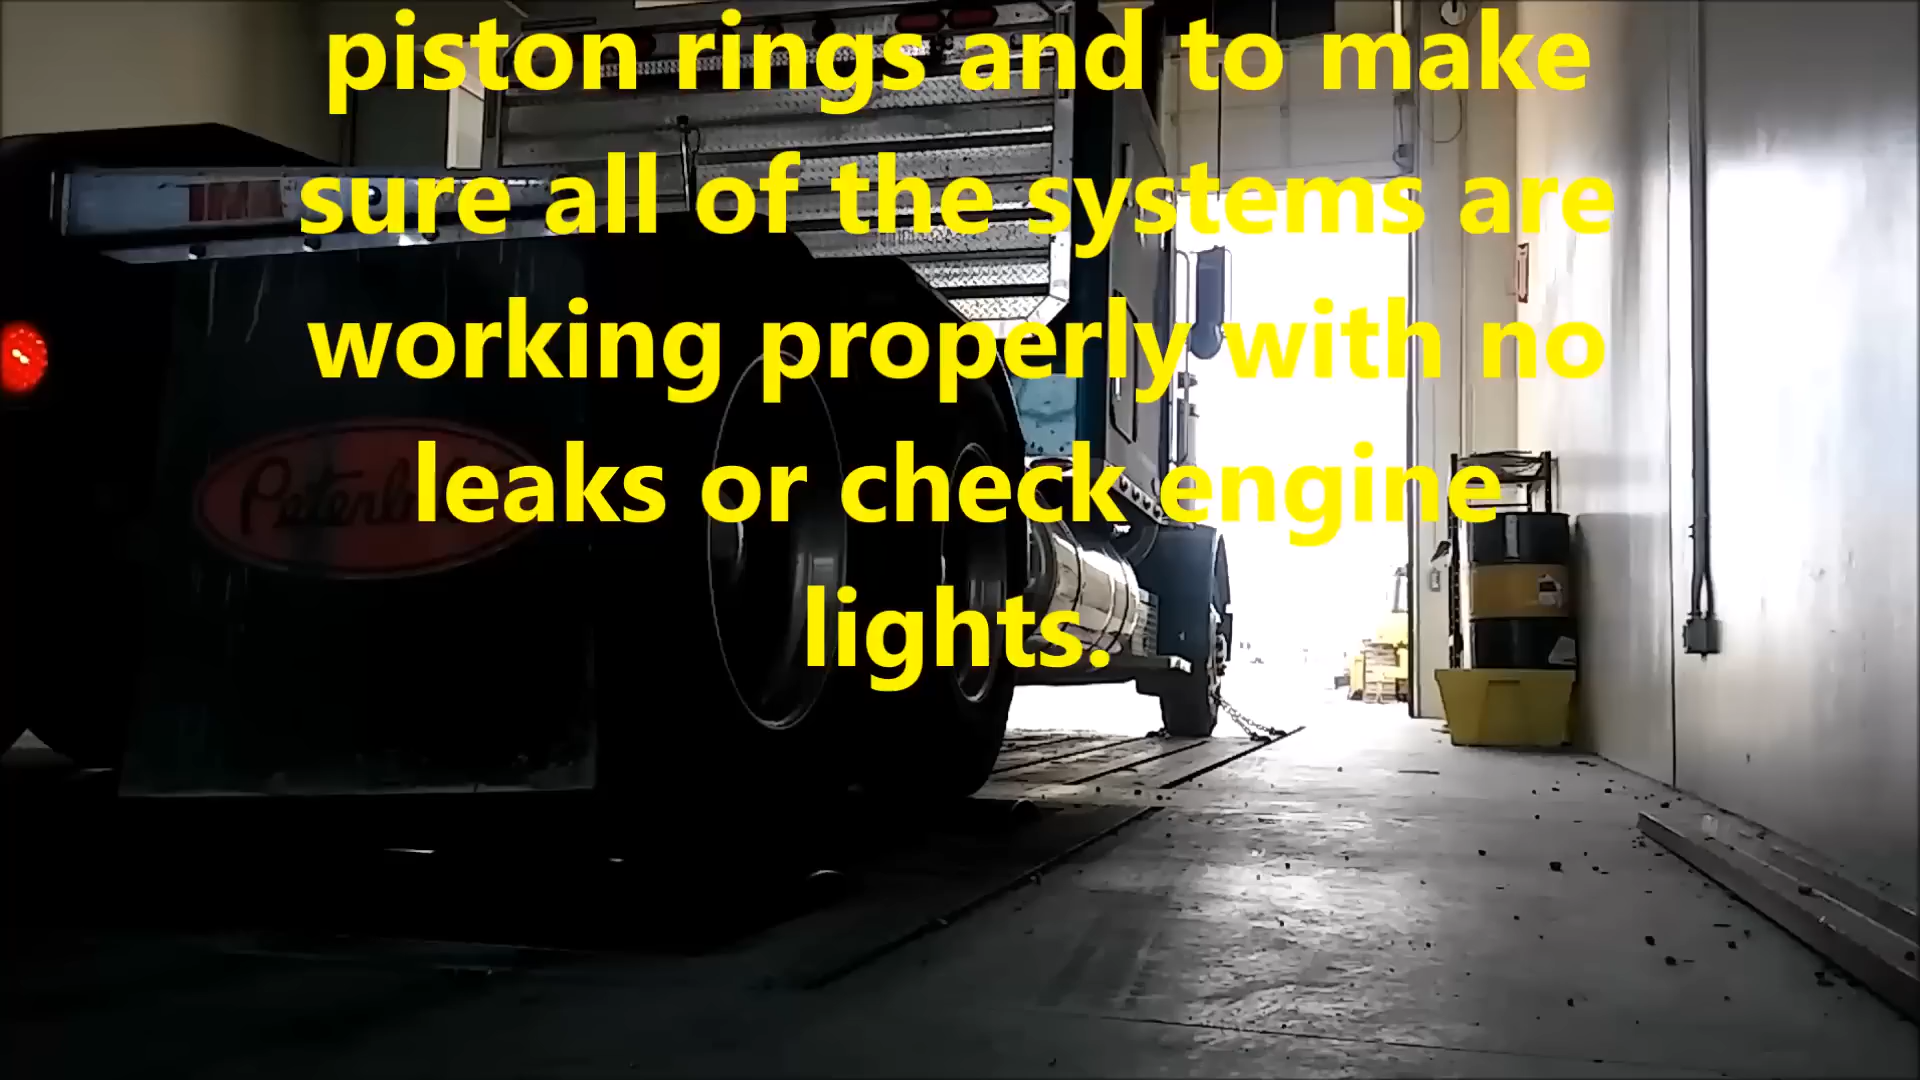 piston rings and to make
sure all of the systems are
working properly with no
leaks or check engine
lights.
Peterbilt